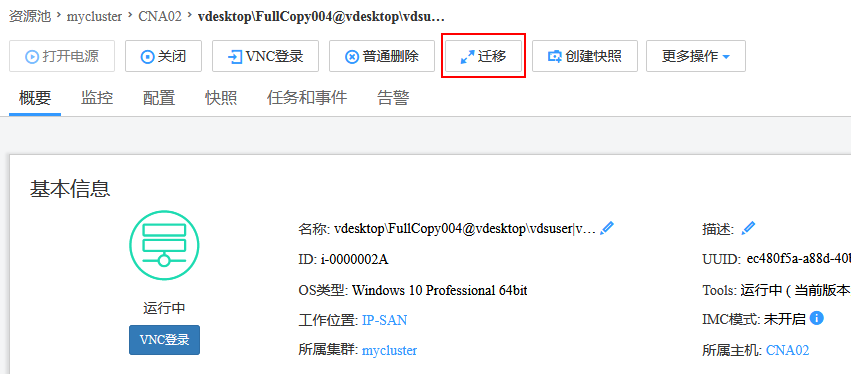 资源池 > mycluster > CNA02 > vdesktop\FullCopy004@vdesktop\vdsu…
打开电源 关闭 VNC登录 普通删除 迁移 创建快照 更多操作
概要 监控 配置 快照 任务和事件 告警
基本信息
运行中
VNC登录
名称: vdesktop\FullCopy004@vdesktop\vdsuser|v…
ID: i-0000002A
OS类型: Windows 10 Professional 64bit
工作位置: IP-SAN
所属集群: mycluster
描述:
UUID: ec480f5a-a88d-40
Tools: 运行中 ( 当前版本
IMC模式: 未开启
所属主机: CNA02